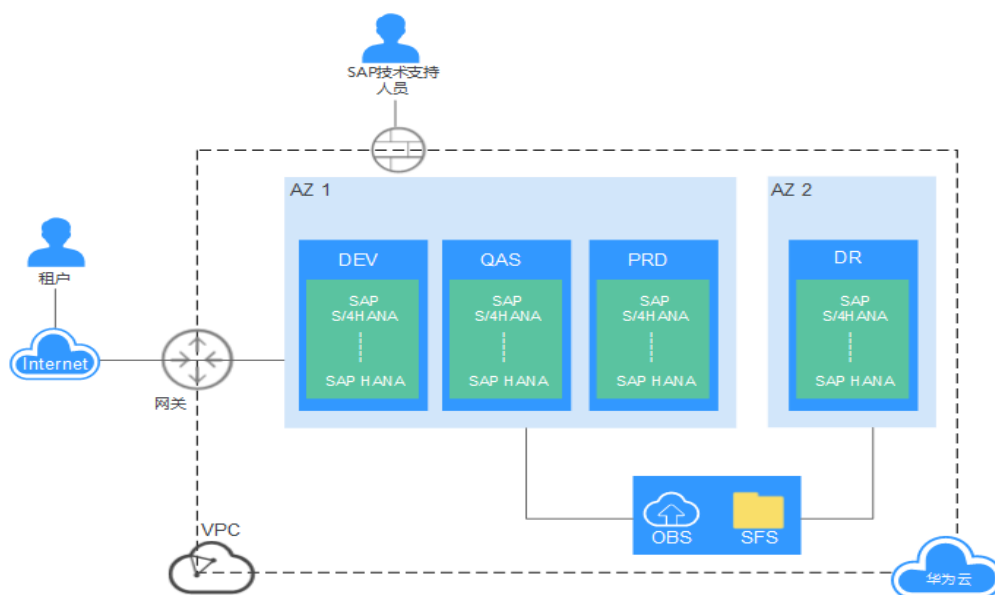 SAP技术支持
人员
AZ 1
AZ 2
租户
DEV
QAS
PRD
DR
SAP
S/4HANA
SAP HANA
SAP
S/4HANA
SAP HANA
SAP
S/4HANA
SAP HANA
SAP
S/4HANA
SAP HANA
Internet
网关
OBS
SFS
VPC
华为云